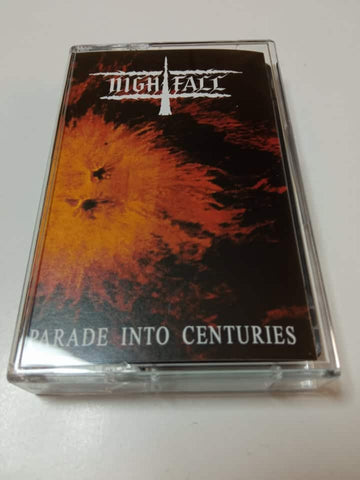 NIGHTFALL
PARADE INTO CENTURIES